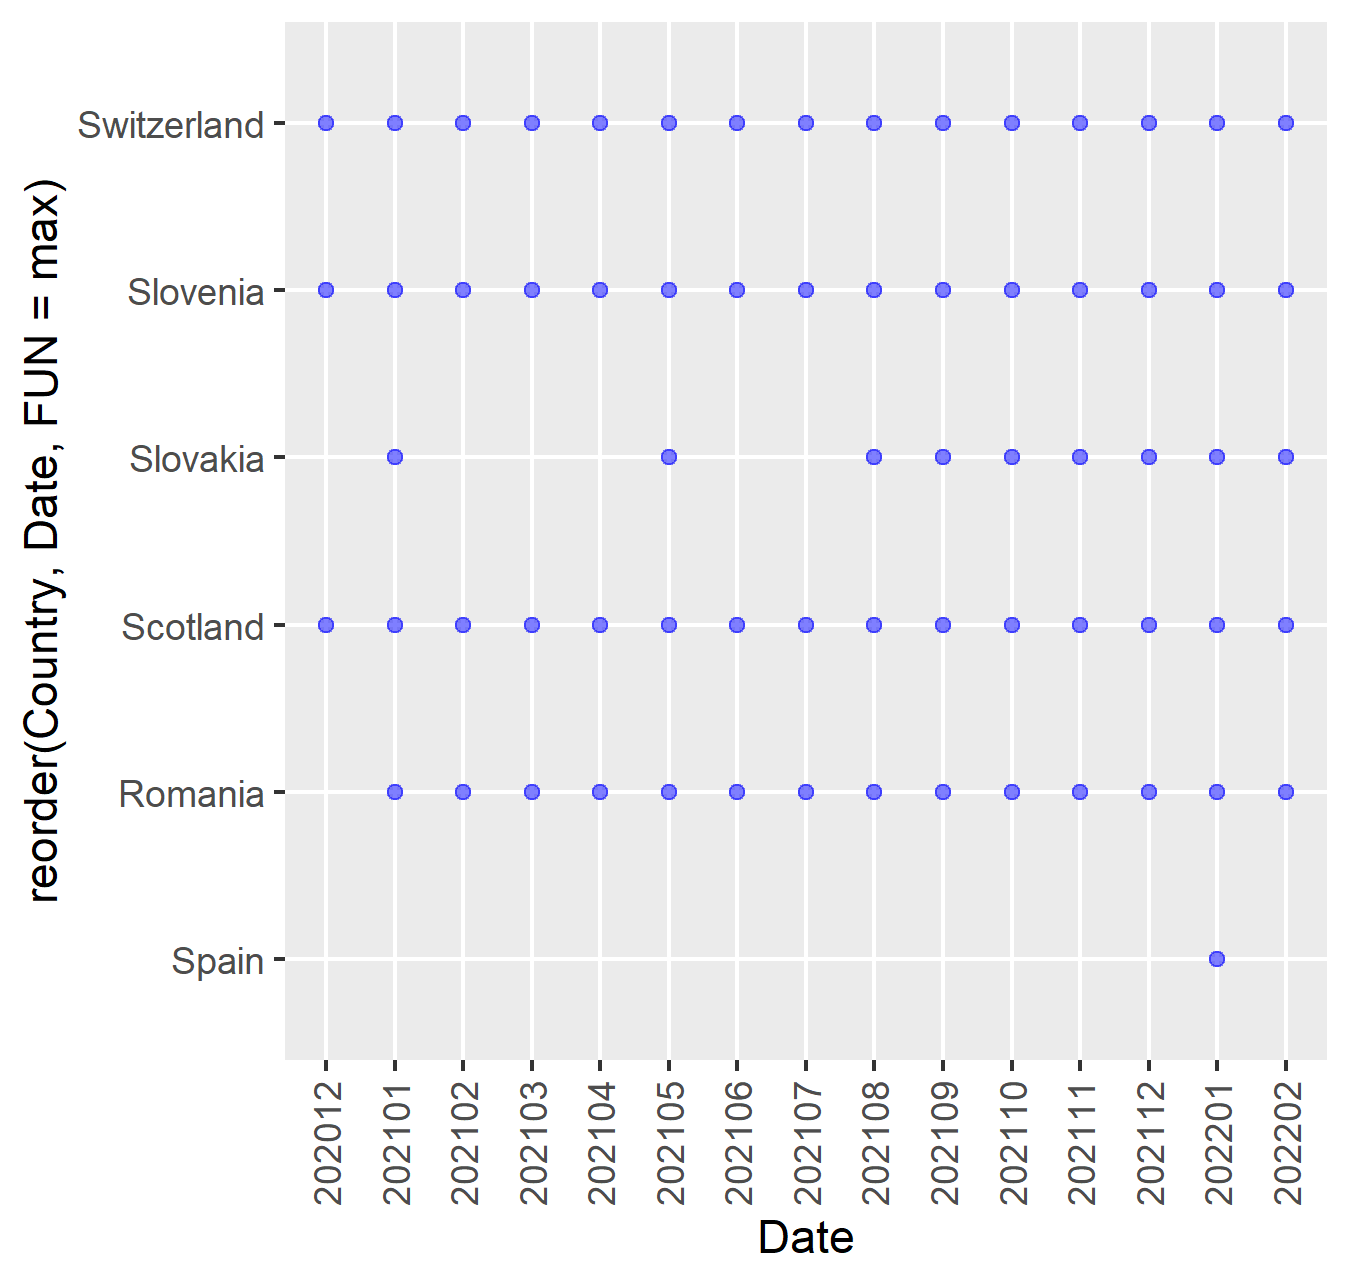 reorder(Country, Date, FUN = max)
Switzerland
Slovenia
Slovakia
Scotland
Romania
Spain
202012
202101
202102
202103
202104
202105
202106
202107
202108
202109
202110
202111
202112
202201
202202
Date